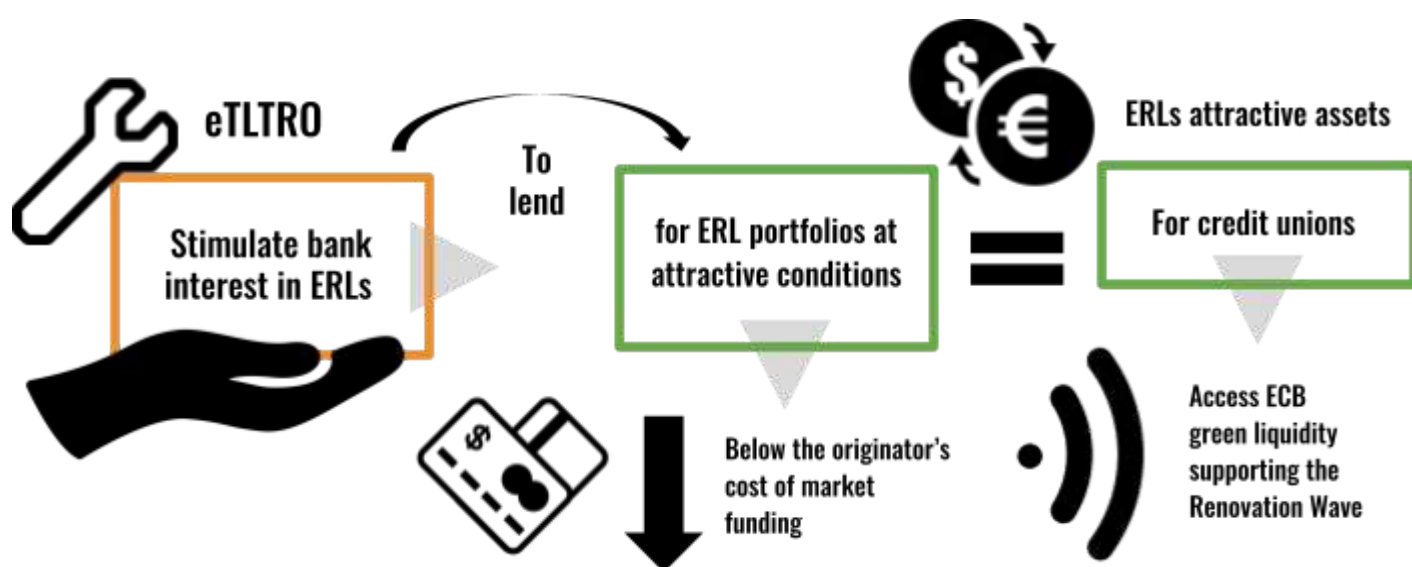 eTLTRO
Stimulate bank
interest in ERLs
To
lend
for ERL portfolios at
attractive conditions
Below the originator's
cost of market
funding
$
€
$
ERLs attractive assets
For credit unions
Access ECB
green liquidity
supporting the
Renovation Wave